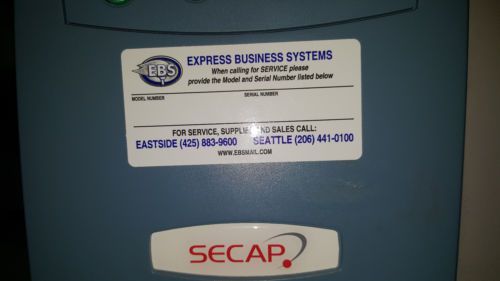 EBS
EXPRESS BUSINESS SYSTEMS
When calling for SERVICE please
provide the Model and Serial Number listed below
MODEL NUMBER SERIAL NUMBER
FOR SERVICE, SUPPLIES AND SALES CALL:
EASTSIDE (425) 883-9600 SEATTLE (206) 441-0100
WWW.EBSMAIL.COM
SECAP